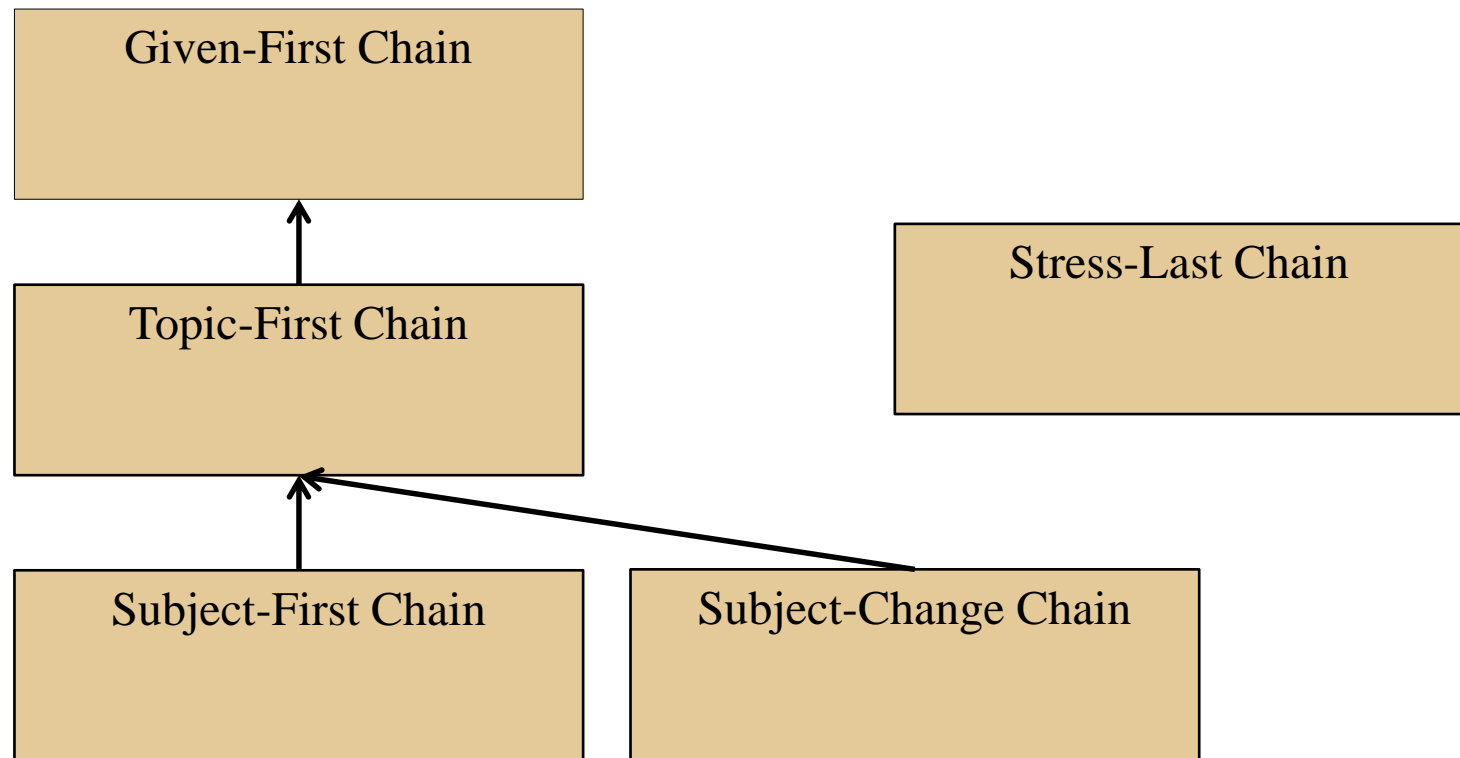 Given-First Chain
Stress-Last Chain
Topic-First Chain
Subject-First Chain
Subject-Change Chain